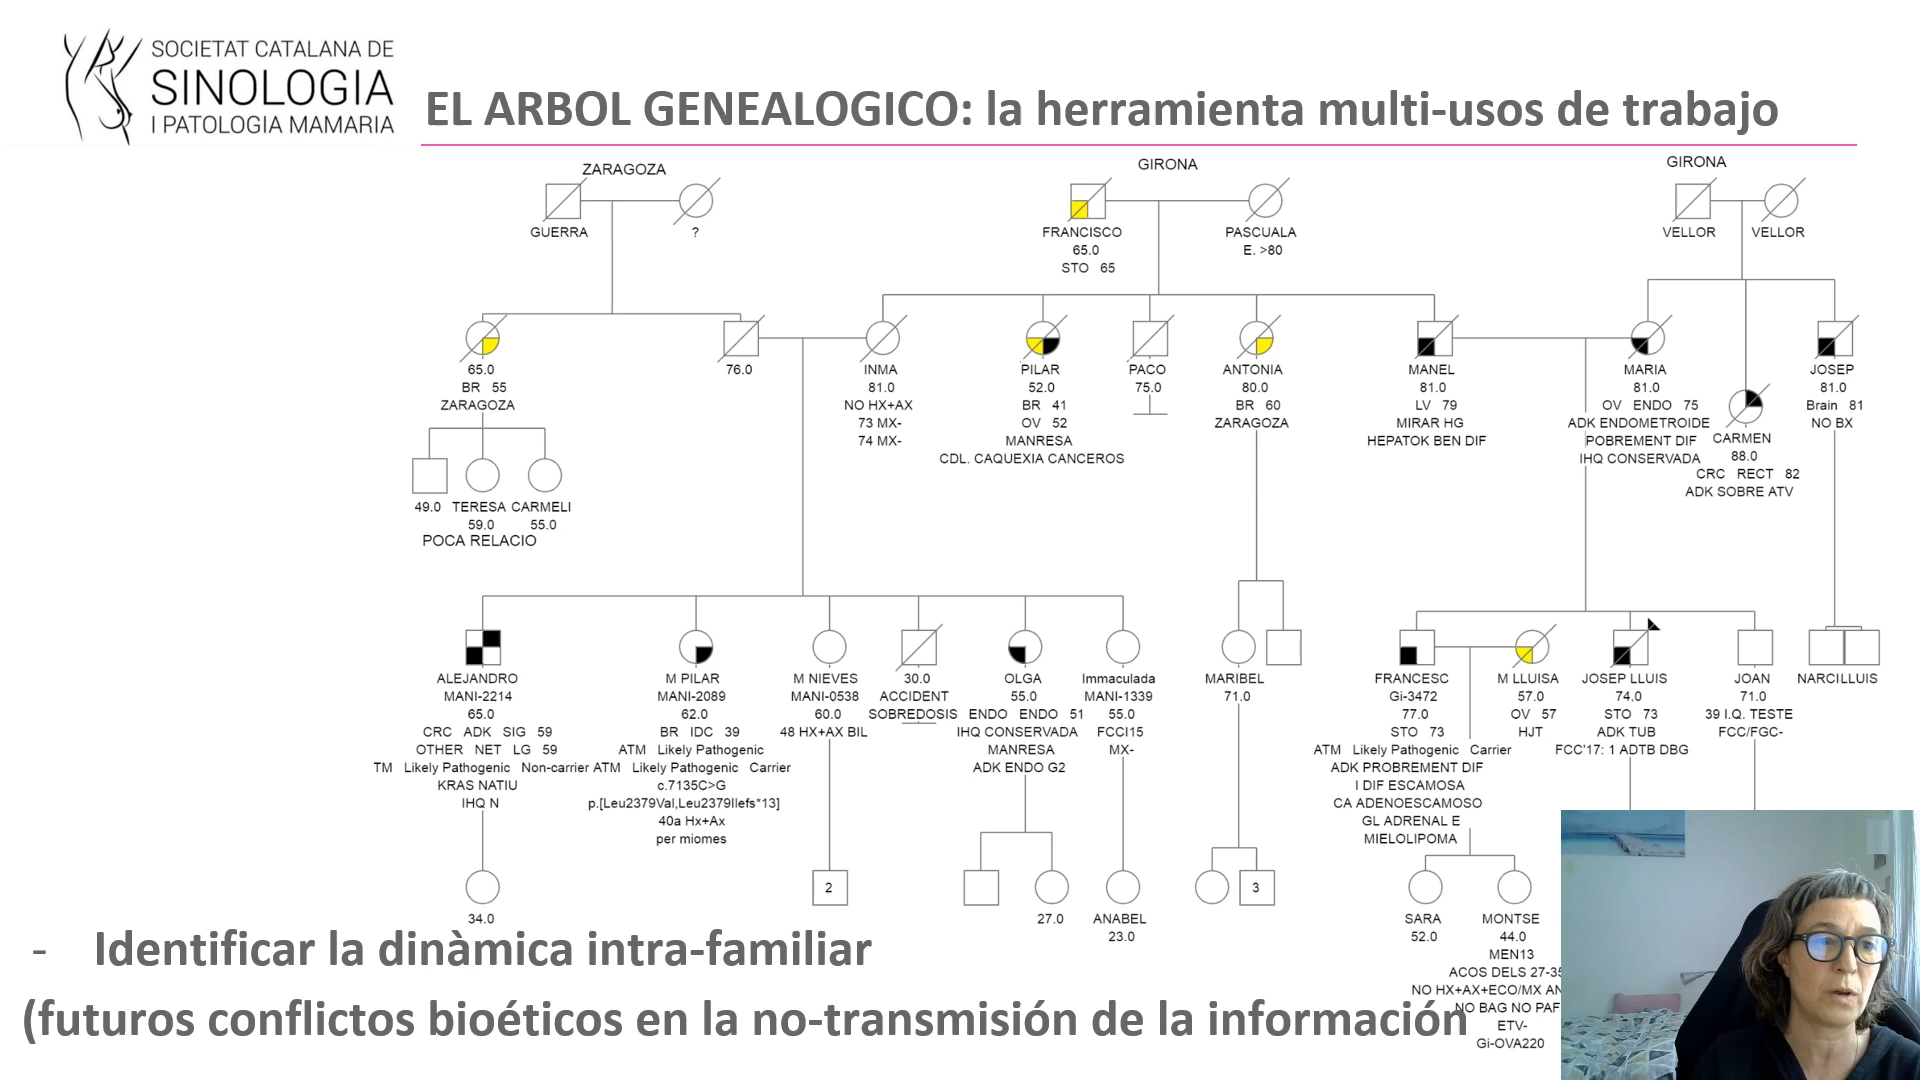 SOCIETAT CATALANA DE
SINOLOGIA
I PATOLOGIA MAMARIA
EL ARBOL GENEALOGICO: la herramienta multi-usos de trabajo
ZARAGOZA
GIRONA
GIRONA
GUERRA
?
FRANCISCO
65.0
STO 65
PASCUALA
E. >80
VELLOR
VELLOR
65.0
BR 55
ZARAGOZA
76.0
INMA
81.0
NO HX+AX
73 MX-
74 MX-
PILAR
52.0
BR 41
OV 52
MANRESA
CDL. CAQUEXIA CANCEROS
PACO
75.0
ANTONIA
80.0
BR 60
ZARAGOZA
MANEL
81.0
LV 79
MIRAR HG
HEPATOK BEN DIF
MARIA
81.0
OV ENDO 75
ADK ENDOMETROIDE
POBREMENT DIF
IHQ CONSERVADA
CARMEN
88.0
CRC RECT 82
ADK SOBRE ATV
JOSEP
81.0
Brain 81
NO BX
49.0
TERESA
59.0
CARMELI
55.0
POCA RELACIO
ALEJANDRO
MANI-2214
65.0
CRC ADK SIG 59
OTHER NET LG 59
TM Likely Pathogenic Non-carrier
KRAS NATIU
IHQ N
M PILAR
MANI-2089
62.0
BR IDC 39
ATM Likely Pathogenic
ATM Likely Pathogenic Carrier
c.7135C>G
p.[Leu2379Val,Leu2379Ilefs*13]
40a Hx+Ax
per miomes
M NIEVES
MANI-0538
60.0
48 HX+AX BIL
30.0
ACCIDENT
SOBREDOSIS
OLGA
55.0
ENDO ENDO 51
IHQ CONSERVADA
MANRESA
ADK ENDO G2
Immaculada
MANI-1339
55.0
FCCI15
MX-
MARIBEL
71.0
FRANCESC
Gi-3472
77.0
STO 73
ATM Likely Pathogenic Carrier
ADK PROBREMENT DIF
I DIF ESCAMOSA
CA ADENOESCAMOSO
GL ADRENAL E
MIELOLIPOMA
M LLUISA
57.0
OV 57
HJT
JOSEP LLUIS
74.0
STO 73
ADK TUB
FCC'17: 1 ADTB DBG
JOAN
71.0
39 I.Q. TESTE
FCC/FGC-
NARCILLUIS
34.0
2
27.0
ANABEL
23.0
3
SARA
52.0
MONTSE
44.0
MEN13
ACOS DELS 27-35
NO HX+AX+ECO/MX AN
NO BAG NO PAF
ETV-
Gi-OVA220
- Identificar la dinàmica intra-familiar
(futuros conflictos bioéticos en la no-transmisión de la información